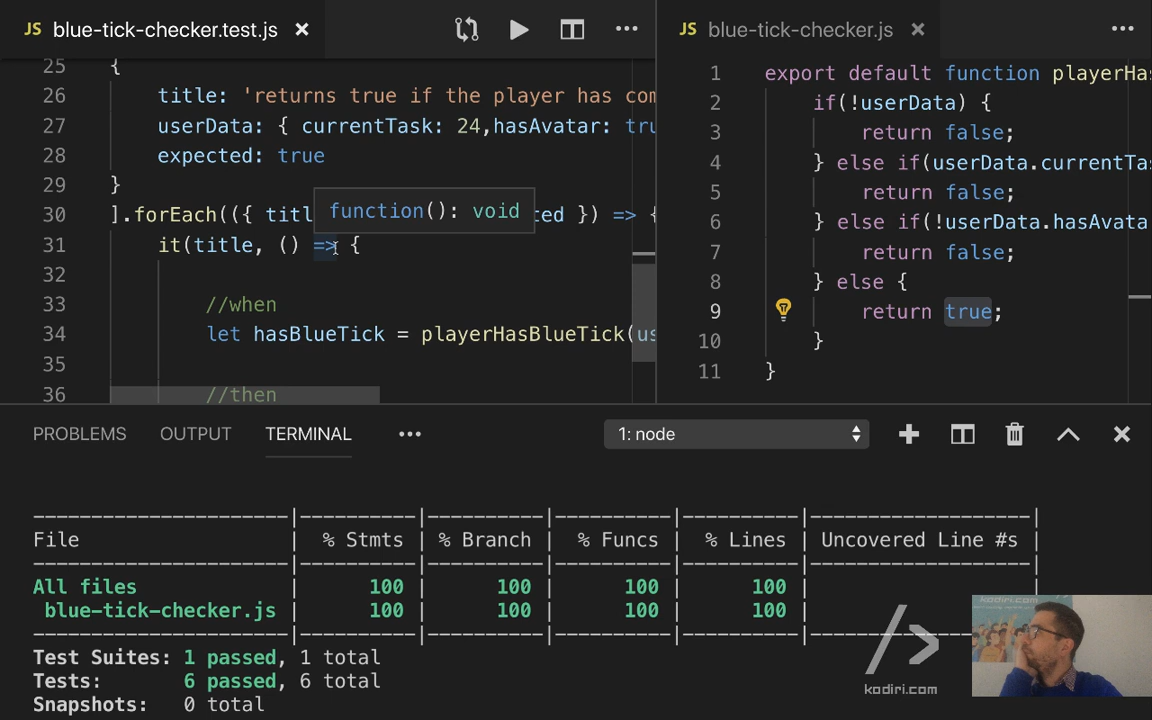 JS blue-tick-checker.test.js ×
25 {
26 title: 'returns true if the player has com
27 userData: { currentTask: 24,hasAvatar: tru
28 expected: true
29 }
30 ].forEach(({ titl ted }) => {
function(): void
31 it(title, () => {
32
33 //when
34 let hasBlueTick = playerHasBlueTick(us
35
36 //then
JS blue-tick-checker.js ×
1 export default function playerHas
2 if(!userData) {
3 return false;
4 } else if(userData.currentTas
5 return false;
6 } else if(!userData.hasAvata
7 return false;
8 } else {
9 return true;
10 }
11 }
PROBLEMS OUTPUT TERMINAL ••• 1: node
File | % Stmts | % Branch | % Funcs | % Lines | Uncovered Line #s |
All files | 100 | 100 | 100 | 100 | |
blue-tick-checker.js | 100 | 100 | 100 | 100 |
Test Suites: 1 passed, 1 total
Tests: 6 passed, 6 total
Snapshots: 0 total
/>
kodiri.com
kodiri.com